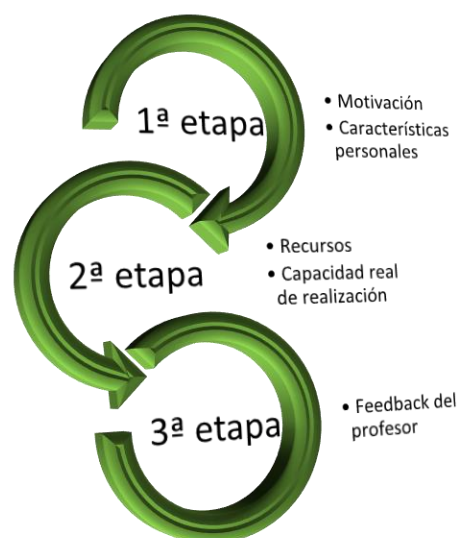 1ª etapa
• Motivación
• Características
personales
2ª etapa
• Recursos
• Capacidad real
de realización
3ª etapa
• Feedback del
profesor